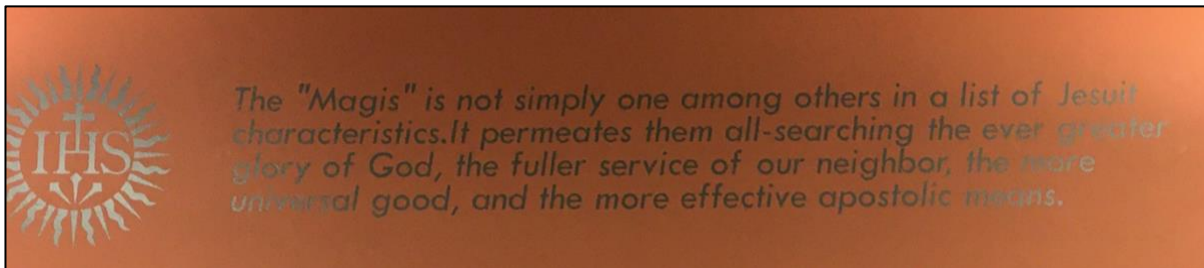 IHS
The "Magis" is not simply one among others in a list of Jesuit
characteristics.It permeates them all-searching the ever greater
glory of God, the fuller service of our neighbor, the more
universal good, and the more effective apostolic means.